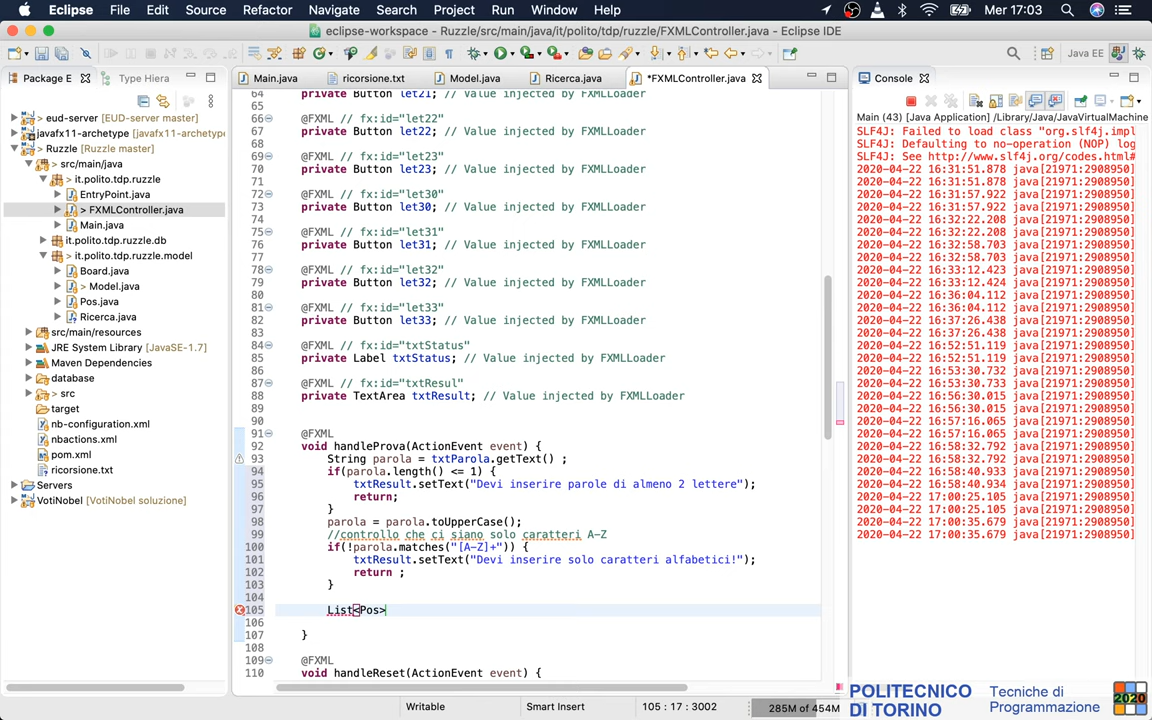 Eclipse File Edit Source Refactor Navigate Search Project Run Window Help Mer 17:03
eclipse-workspace - Ruzzle/src/main/java/it/polito/tdp/ruzzle/FXMLController.java - Eclipse IDE
Java EE
Package E Type Hiera
Main.java ricorsione.txt Model.java Ricerca.java *FXMLController.java
Console
eud-server [EUD-server master]
javafx11-archetype [javafx11-archetype
Ruzzle [Ruzzle master]
> src/main/java
it.polito.tdp.ruzzle
EntryPoint.java
> FXMLController.java
Main.java
it.polito.tdp.ruzzle.db
it.polito.tdp.ruzzle.model
Board.java
> Model.java
Pos.java
Ricerca.java
src/main/resources
JRE System Library [JavaSE-1.7]
Maven Dependencies
database
> src
target
nb-configuration.xml
nbactions.xml
pom.xml
ricorsione.txt
Servers
VotiNobel [VotiNobel soluzione]
64 private Button let21; // Value injected by FXMLLoader
65
66 @FXML // fx:id="let22"
67 private Button let22; // Value injected by FXMLLoader
68
69 @FXML // fx:id="let23"
70 private Button let23; // Value injected by FXMLLoader
71
72 @FXML // fx:id="let30"
73 private Button let30; // Value injected by FXMLLoader
74
75 @FXML // fx:id="let31"
76 private Button let31; // Value injected by FXMLLoader
77
78 @FXML // fx:id="let32"
79 private Button let32; // Value injected by FXMLLoader
80
81 @FXML // fx:id="let33"
82 private Button let33; // Value injected by FXMLLoader
83
84 @FXML // fx:id="txtStatus"
85 private Label txtStatus; // Value injected by FXMLLoader
86
87 @FXML // fx:id="txtResul"
88 private TextArea txtResult; // Value injected by FXMLLoader
89
90
91 @FXML
92 void handleProva(ActionEvent event) {
93 String parola = txtParola.getText() ;
94 if(parola.length() <= 1) {
95 txtResult.setText("Devi inserire parole di almeno 2 lettere");
96 return;
97 }
98 parola = parola.toUpperCase();
99 //controllo che ci siano solo caratteri A-Z
100 if(!parola.matches("[A-Z]+")) {
101 txtResult.setText("Devi inserire solo caratteri alfabetici!");
102 return ;
103 }
104
105 List<Pos>
106
107 }
108
109 @FXML
110 void handleReset(ActionEvent event) {
Main (43) [Java Application] /Library/Java/JavaVirtualMachine
SLF4J: Failed to load class "org.slf4j.impl
SLF4J: Defaulting to no-operation (NOP) log
SLF4J: See http://www.slf4j.org/codes.html#
2020-04-22 16:31:51.878 java[21971:2908950]
2020-04-22 16:31:51.878 java[21971:2908950]
2020-04-22 16:31:57.922 java[21971:2908950]
2020-04-22 16:31:57.922 java[21971:2908950]
2020-04-22 16:32:22.208 java[21971:2908950]
2020-04-22 16:32:22.208 java[21971:2908950]
2020-04-22 16:32:58.703 java[21971:2908950]
2020-04-22 16:32:58.703 java[21971:2908950]
2020-04-22 16:33:12.423 java[21971:2908950]
2020-04-22 16:33:12.424 java[21971:2908950]
2020-04-22 16:36:04.112 java[21971:2908950]
2020-04-22 16:36:04.112 java[21971:2908950]
2020-04-22 16:37:26.438 java[21971:2908950]
2020-04-22 16:37:26.438 java[21971:2908950]
2020-04-22 16:52:51.119 java[21971:2908950]
2020-04-22 16:52:51.119 java[21971:2908950]
2020-04-22 16:53:30.732 java[21971:2908950]
2020-04-22 16:53:30.733 java[21971:2908950]
2020-04-22 16:56:30.015 java[21971:2908950]
2020-04-22 16:56:30.015 java[21971:2908950]
2020-04-22 16:57:16.065 java[21971:2908950]
2020-04-22 16:57:16.065 java[21971:2908950]
2020-04-22 16:58:32.792 java[21971:2908950]
2020-04-22 16:58:32.792 java[21971:2908950]
2020-04-22 16:58:40.933 java[21971:2908950]
2020-04-22 16:58:40.934 java[21971:2908950]
2020-04-22 17:00:25.105 java[21971:2908950]
2020-04-22 17:00:25.105 java[21971:2908950]
2020-04-22 17:00:35.679 java[21971:2908950]
2020-04-22 17:00:35.679 java[21971:2908950]
Writable Smart Insert 105 : 17 : 3002 285M of 454M
POLITECNICO
DI TORINO
Tecniche di
Programmazione
2020